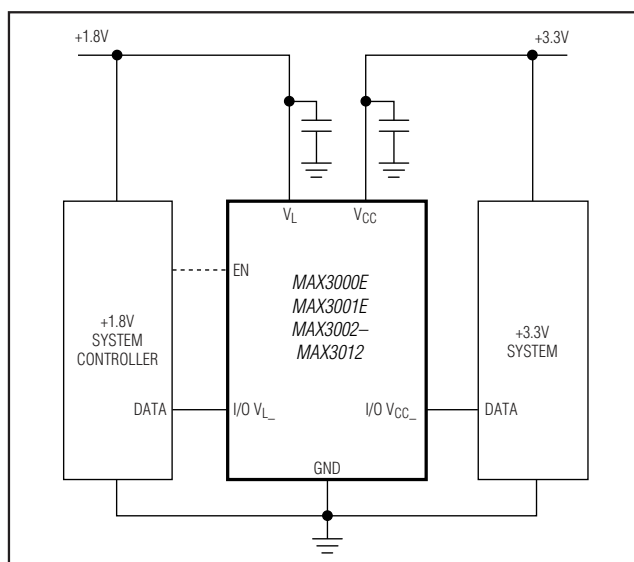 +1.8V
+3.3V
VL
VCC
EN
MAX3000E
MAX3001E
MAX3002–
MAX3012
+1.8V
SYSTEM
CONTROLLER
+3.3V
SYSTEM
DATA
I/O VL_
I/O VCC_
DATA
GND